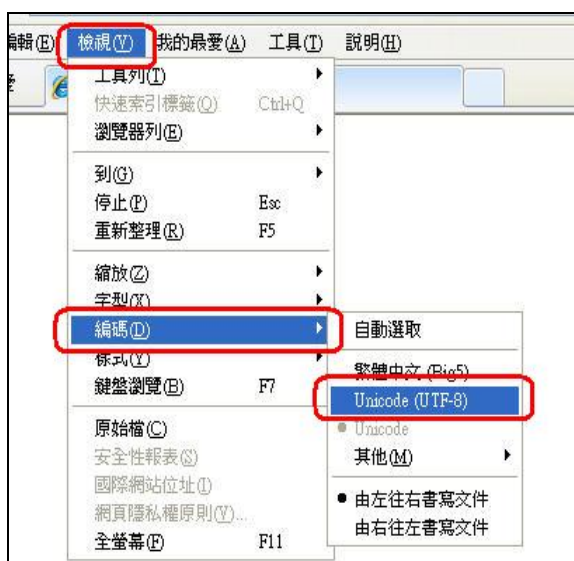 編輯(E) 檢視(V) 我的最愛(A) 工具(T) 說明(H)
工具列(T)
快速索引標籤(Q) Ctrl+Q
瀏覽器列(E)
到(G)
停止(P) Esc
重新整理(R) F5
縮放(Z)
字型(X)
編碼(D)
樣式(Y)
鍵盤瀏覽(B) F7
原始檔(C)
安全性報表(S)
國際網站位址(I)
網頁隱私權原則(V)...
全螢幕(F) F11
自動選取
繁體中文 (Big5)
Unicode (UTF-8)
Unicode
其他(M)
由左往右書寫文件
由右往左書寫文件